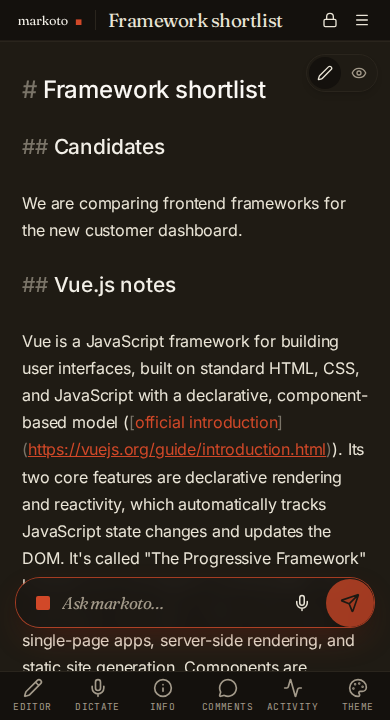 markoto
Framework shortlist
# Framework shortlist
## Candidates
We are comparing frontend frameworks for
the new customer dashboard.
## Vue.js notes
Vue is a JavaScript framework for building
user interfaces, built on standard HTML, CSS,
and JavaScript with a declarative, component-
based model ([official introduction]
(https://vuejs.org/guide/introduction.html)). Its
two core features are declarative rendering
and reactivity, which automatically tracks
JavaScript state changes and updates the
DOM. It's called "The Progressive Framework"
Ask markoto...
single-page apps, server-side rendering, and
static site generation. Components are
EDITOR
DICTATE
INFO
COMMENTS
ACTIVITY
THEME